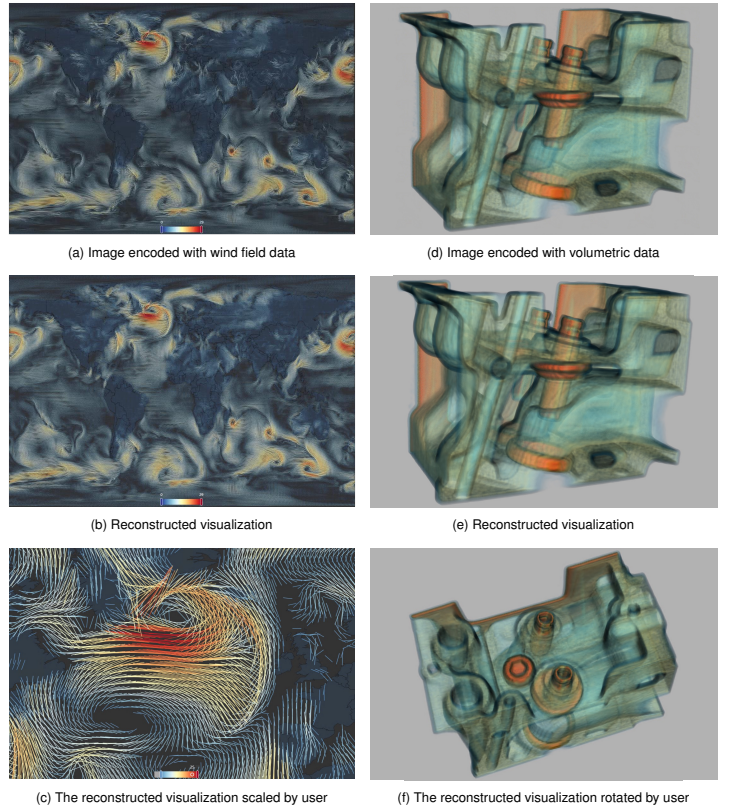 (a) Image encoded with wind field data
(d) Image encoded with volumetric data
(b) Reconstructed visualization
(e) Reconstructed visualization
(c) The reconstructed visualization scaled by user
(f) The reconstructed visualization rotated by user